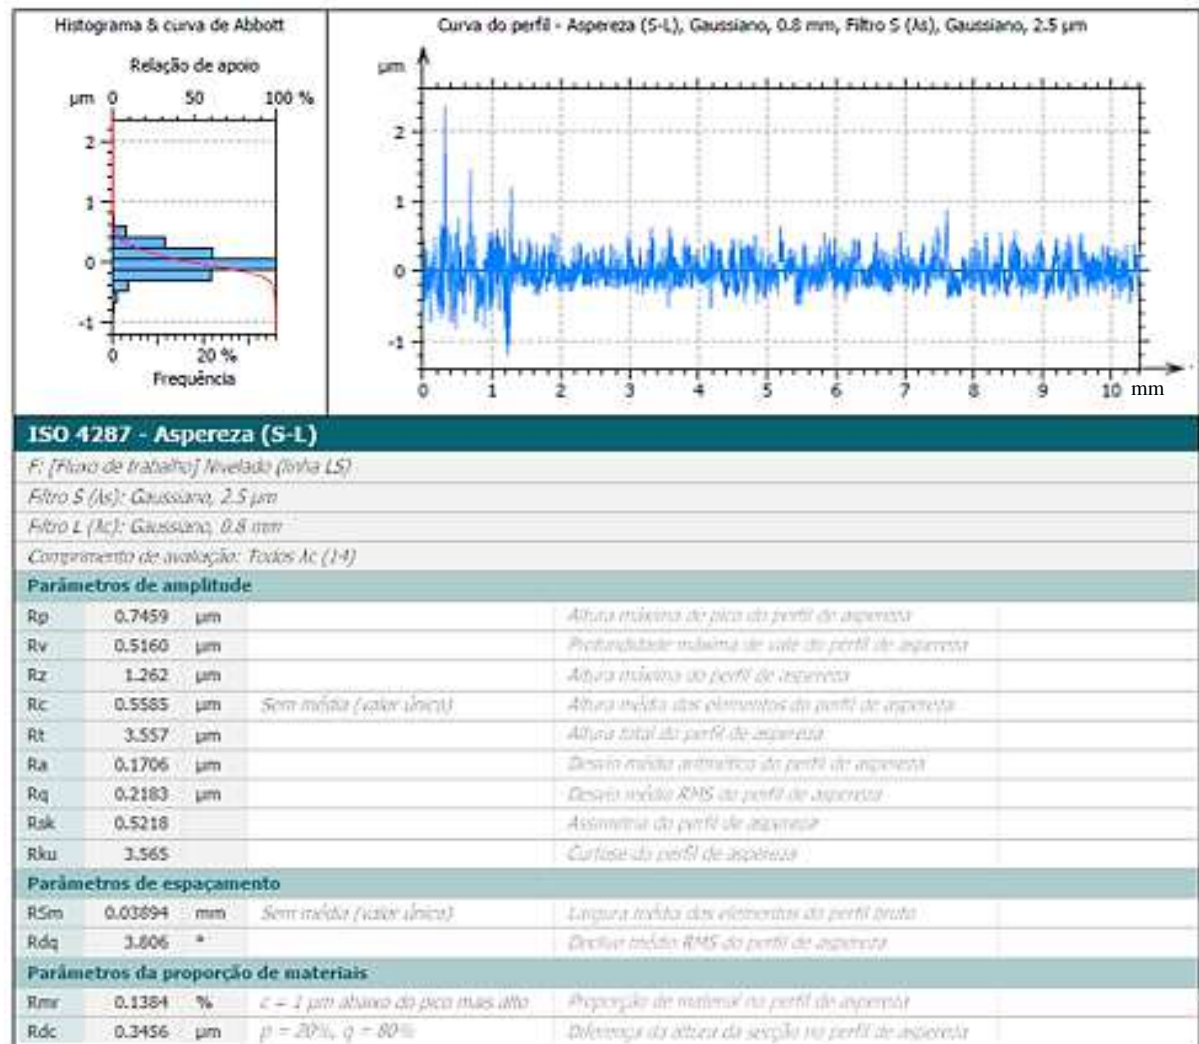 Histograma & curva de Abbott
Relação de apoio
µm 0 50 100 %
2
1
0
-1
0 20 %
Frequência
Curva do perfil - Aspereza (S-L), Gaussiano, 0.8 mm, Filtro S (λs), Gaussiano, 2.5 µm
µm
2
1
0
-1
0 1 2 3 4 5 6 7 8 9 10 mm
ISO 4287 - Aspereza (S-L)
F: [Fluxo de trabalho] Nivelado (linha LS)
Filtro S (λs): Gaussiano, 2.5 µm
Filtro L (λc): Gaussiano, 0.8 mm
Comprimento de avaliação: Todos λc (14)
Parâmetros de amplitude
Rp 0.7459 µm Altura máxima de pico do perfil de aspereza
Rv 0.5160 µm Profundidade máxima de vale do perfil de aspereza
Rz 1.262 µm Altura máxima do perfil de aspereza
Rc 0.5585 µm Sem média (valor único) Altura média dos elementos do perfil de aspereza
Rt 3.557 µm Altura total do perfil de aspereza
Ra 0.1706 µm Desvio médio aritmético do perfil de aspereza
Rq 0.2183 µm Desvio médio RMS do perfil de aspereza
Rsk 0.5218 Assimetria do perfil de aspereza
Rku 3.565 Curtose do perfil de aspereza
Parâmetros de espaçamento
RSm 0.03894 mm Sem média (valor único) Largura média dos elementos do perfil bruto
Rdq 3.806 ° Declive médio RMS do perfil de aspereza
Parâmetros da proporção de materiais
Rmr 0.1384 % c = 1 µm abaixo do pico mais alto Proporção de material no perfil de aspereza
Rdc 0.3456 µm p = 20%, q = 80% Diferença da altura da secção no perfil de aspereza